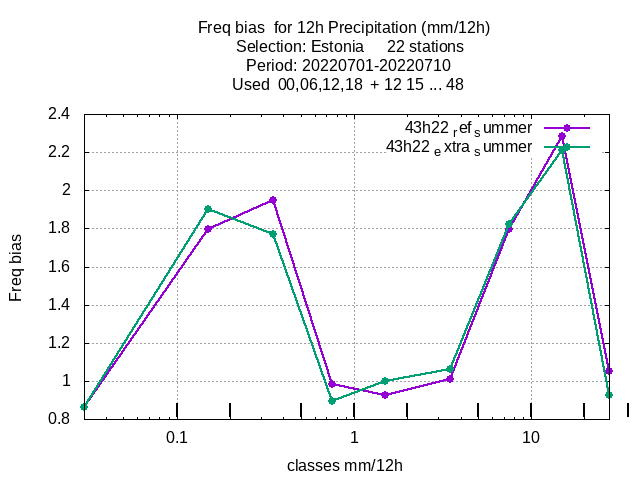 Freq bias  for 12h Precipitation (mm/12h)
Selection: Estonia     22 stations
Period: 20220701-20220710
Used  00,06,12,18  + 12 15 ... 48
43h22 ref summer
43h22 extra summer
Freq bias
2.4
2.2
2
1.8
1.6
1.4
1.2
1
0.8
0.1
1
10
classes mm/12h